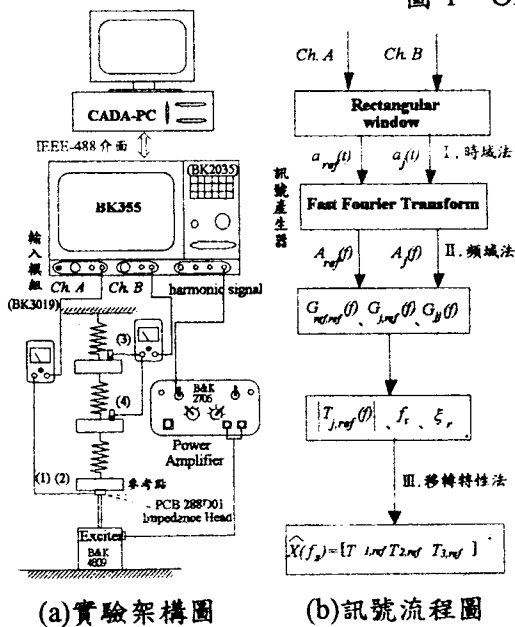 圖 1
CADA-PC
IEEE-488 介面
(BK2035)
BK355
訊號產生器
輸入模組
Ch. A
Ch. B
harmonic signal
(BK3019)
(3)
(4)
B&K
2706
Power
Amplifier
(1) (2)
參考點
PCB 288D01
Impedance Head
Exciter
B&K
4809
(a)實驗架構圖
Ch. A
Ch. B
Rectangular
window
a_ref(t)
a_j(t)
I. 時域法
Fast Fourier Transform
A_ref(f)
A_j(f)
II. 頻域法
G_ref,ref(f)、G_j,ref(f)、G_jj(f)
|T_j,ref(f)|、f_r、ξ_r
III. 移轉特性法
X̂(f_n)=[T_1,ref T_2,ref T_3,ref]
(b)訊號流程圖